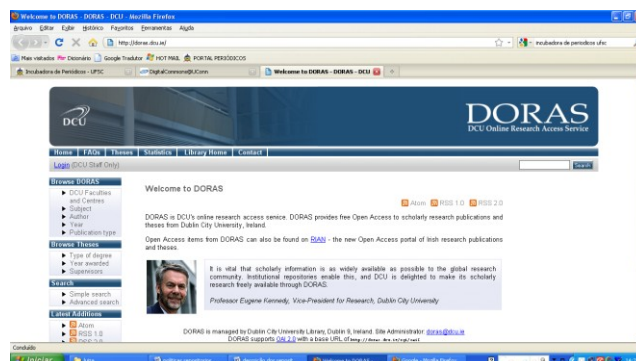 Welcome to DORAS - DORAS - DCU - Mozilla Firefox
Arquivo Editar Exibir Histórico Favoritos Ferramentas Ajuda
http://doras.dcu.ie/
incubadora de periodicos ufsc
Mais visitados Dicionário Google Tradutor HOT MAIL PORTAL PERIÓDICOS
Incubadora de Periódicos - UFSC DigitalCommons@UConn Welcome to DORAS - DORAS - DCU
DCU
DORAS
DCU Online Research Access Service
Home | FAQs | Theses | Statistics | Library Home | Contact |
Login (DCU Staff Only)
Search
Browse DORAS
DCU Faculties and Centres
Subject
Author
Year
Publication type
Browse Theses
Type of degree
Year awarded
Supervisors
Search
Simple search
Advanced search
Latest Additions
Atom
RSS 1.0
RSS 2.0
Welcome to DORAS
Atom RSS 1.0 RSS 2.0
DORAS is DCU's online research access service. DORAS provides free Open Access to scholarly research publications and
theses from Dublin City University, Ireland.
Open Access items from DORAS can also be found on RIAN - the new Open Access portal of Irish research publications
and theses.
It is vital that scholarly information is as widely available as possible to the global research
community. Institutional repositories enable this, and DCU is delighted to make its scholarly
research freely available through DORAS.
Professor Eugene Kennedy, Vice-President for Research, Dublin City University
DORAS is managed by Dublin City University Library, Dublin 9, Ireland. Site Administrator: doras@dcu.ie
DORAS supports OAI 2.0 with a base URL of http://doras.dcu.ie/cgi/oai2
Concluído
Iniciar